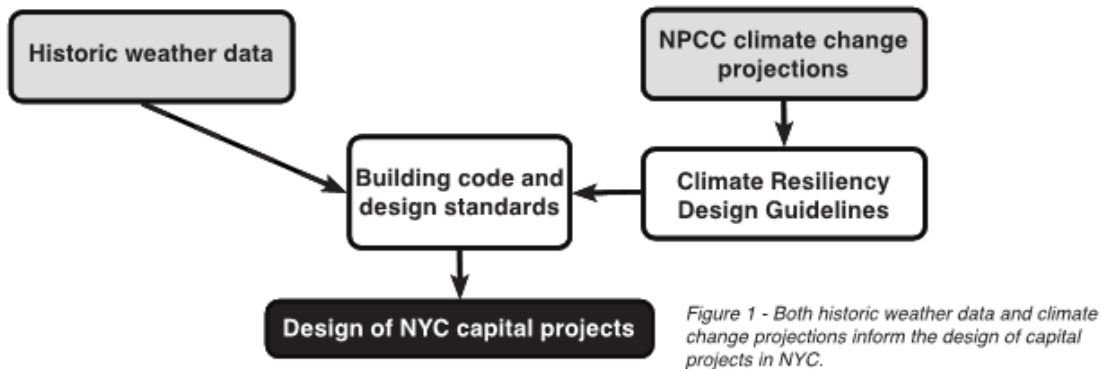 Historic weather data
NPCC climate change
projections
Building code and
design standards
Climate Resiliency
Design Guidelines
Design of NYC capital projects
Figure 1 - Both historic weather data and climate
change projections inform the design of capital
projects in NYC.